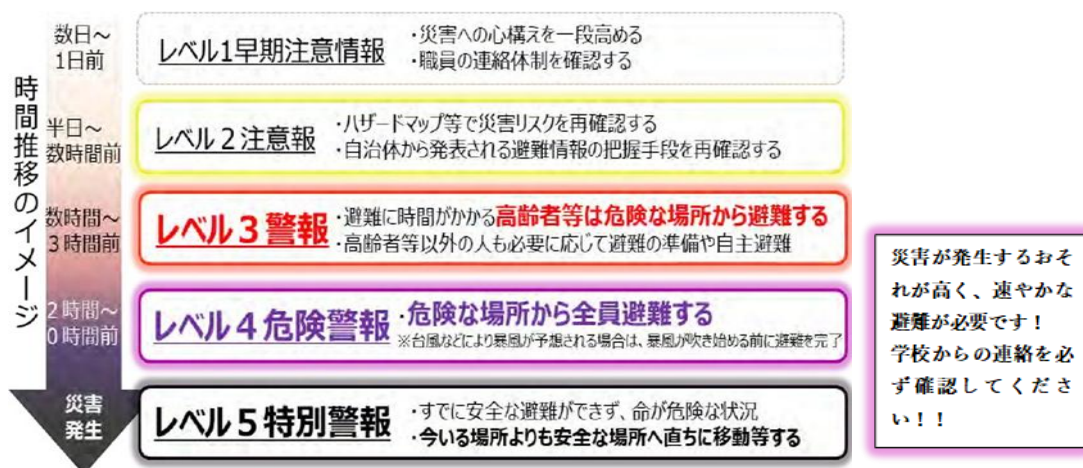 時間推移のイメージ
数日～
1日前
レベル1早期注意情報
・災害への心構えを一段高める
・職員の連絡体制を確認する
半日～
数時間前
レベル２注意報
・ハザードマップ等で災害リスクを再確認する
・自治体から発表される避難情報の把握手段を再確認する
数時間～
３時間前
レベル３警報
・避難に時間がかかる高齢者等は危険な場所から避難する
・高齢者等以外の人も必要に応じて避難の準備や自主避難
２時間～
０時間前
レベル４危険警報
・危険な場所から全員避難する
※台風などにより暴風が予想される場合は、暴風が吹き始める前に避難を完了
災害
発生
レベル５特別警報
・すでに安全な避難ができず、命が危険な状況
・今いる場所よりも安全な場所へ直ちに移動等する
災害が発生するおそ
れが高く、速やかな
避難が必要です！
学校からの連絡を必
ず確認してくださ
い！！